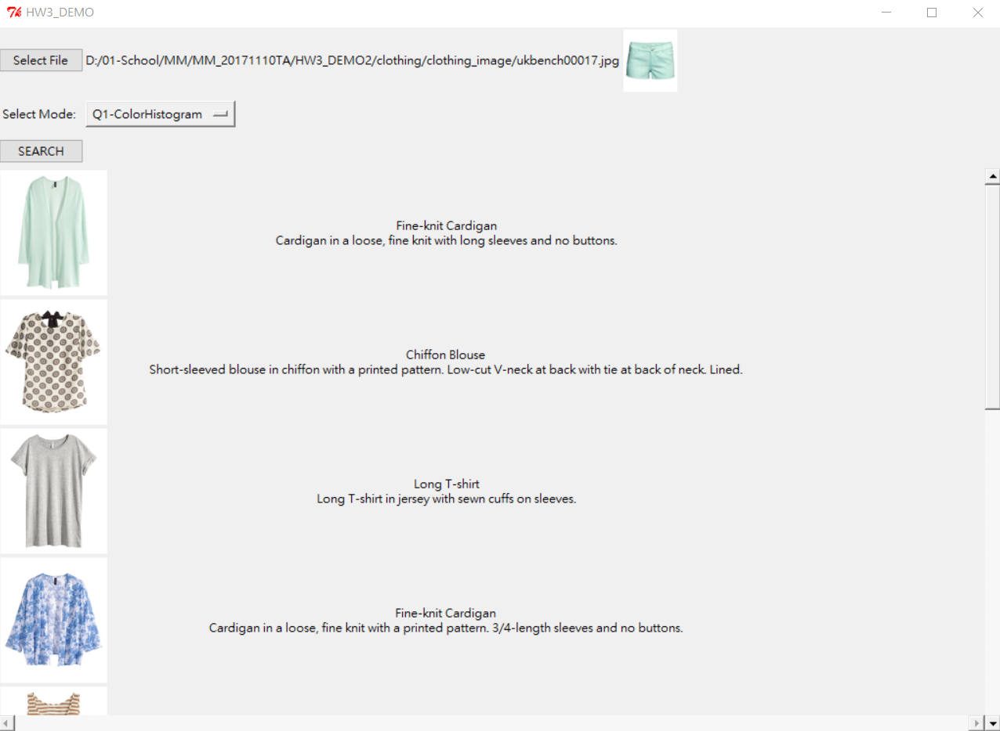 HW3_DEMO
Select File D:/01-School/MM/MM_20171110TA/HW3_DEMO2/clothing/clothing_image/ukbench00017.jpg
Select Mode: Q1-ColorHistogram
SEARCH
Fine-knit Cardigan
Cardigan in a loose, fine knit with long sleeves and no buttons.
Chiffon Blouse
Short-sleeved blouse in chiffon with a printed pattern. Low-cut V-neck at back with tie at back of neck. Lined.
Long T-shirt
Long T-shirt in jersey with sewn cuffs on sleeves.
Fine-knit Cardigan
Cardigan in a loose, fine knit with a printed pattern. 3/4-length sleeves and no buttons.